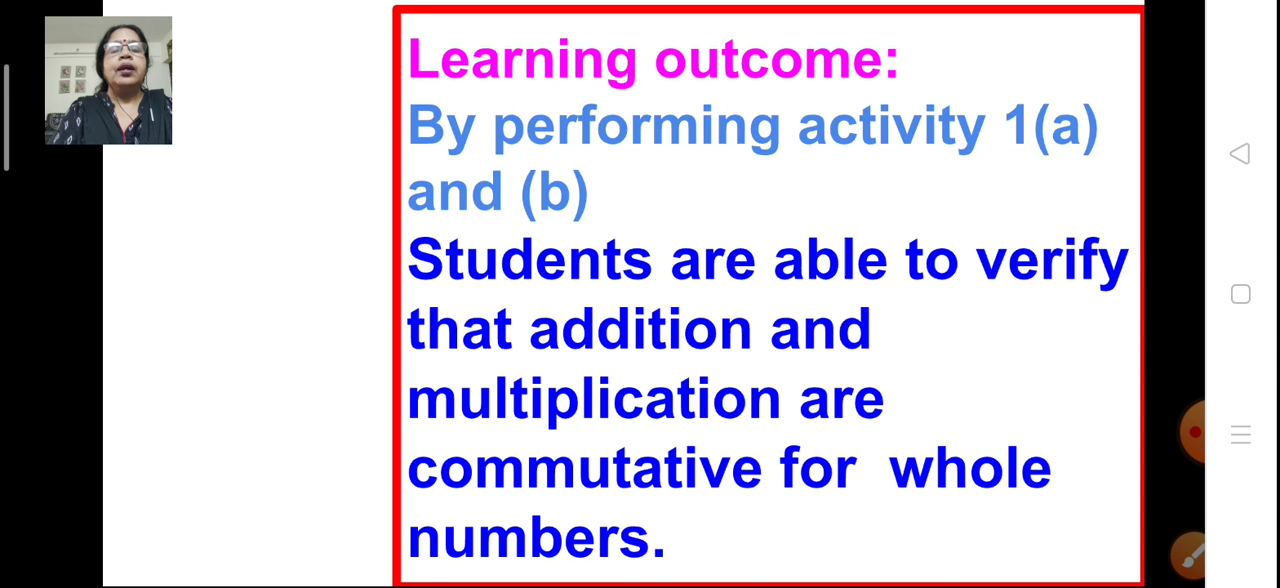 Learning outcome:
By performing activity 1(a)
and (b)
Students are able to verify
that addition and
multiplication are
commutative for whole
numbers.